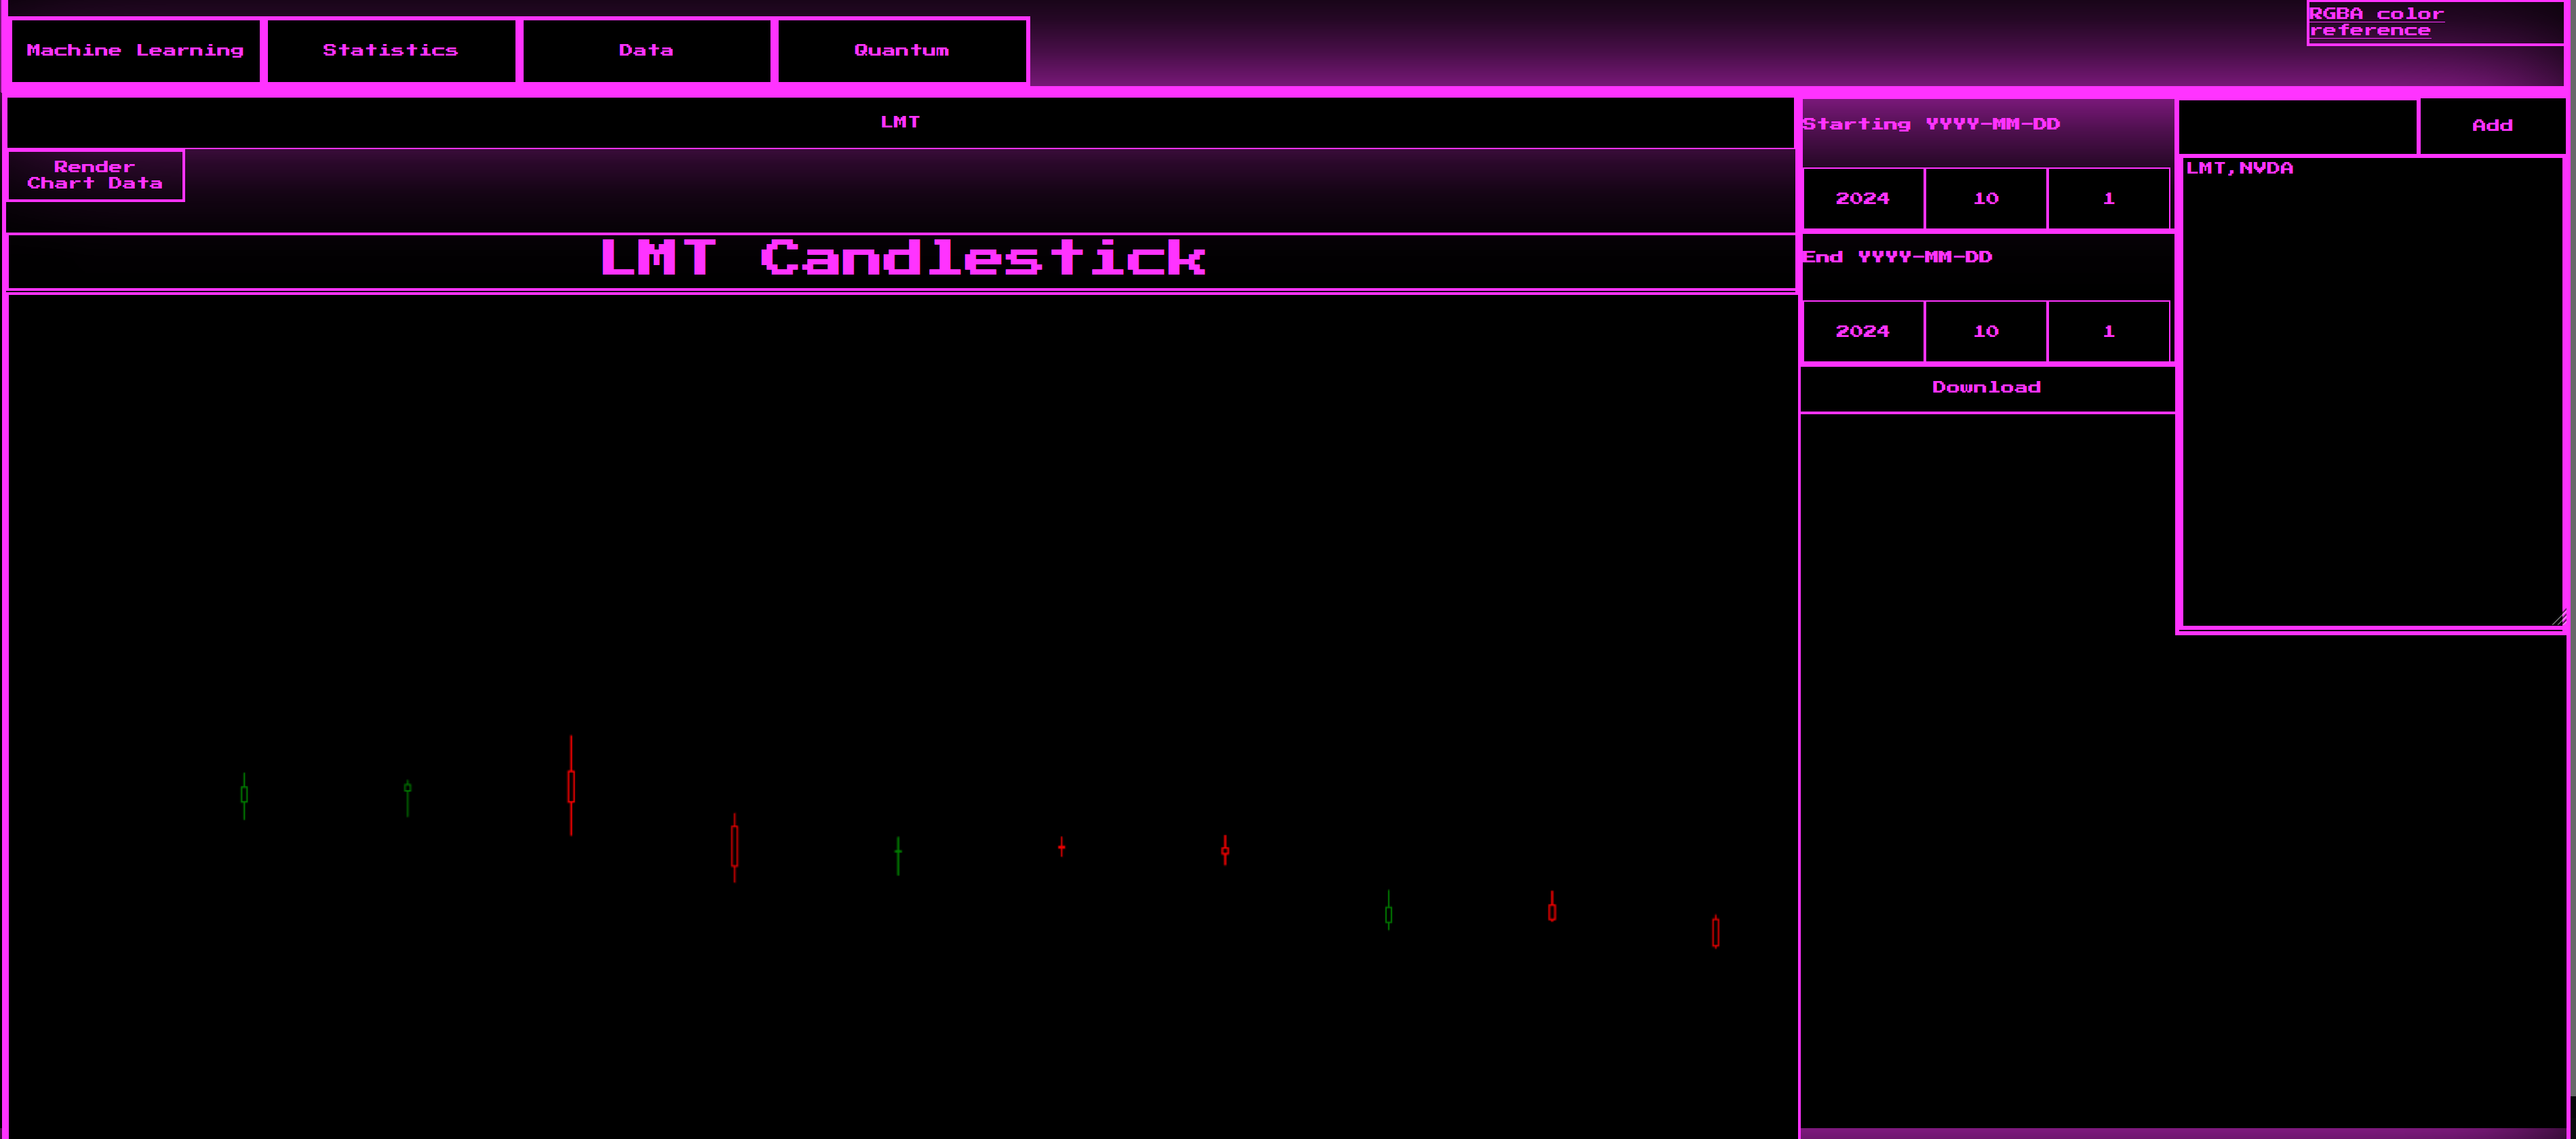 RGBA color
reference
Machine Learning
Statistics
Data
Quantum
LMT
Render
Chart Data
LMT Candlestick
Starting YYYY-MM-DD
2024
10
1
End YYYY-MM-DD
2024
10
1
Download
Add
LMT,NVDA